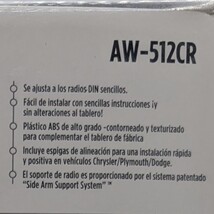 AW-512CR
Se ajusta a los radios DIN sencillos.
Fácil de instalar con sencillas instrucciones ¡y
sin alteraciones al tablero!
Plástico ABS de alto grado -contorneado y texturizado
para complementar el tablero de fábrica
Incluye espigas de alineación para una instalación rápida
y positiva en vehículos Chrysler/Plymouth/Dodge.
El soporte de radio es proporcionado por el sistema patentado
"Side Arm Support System"™